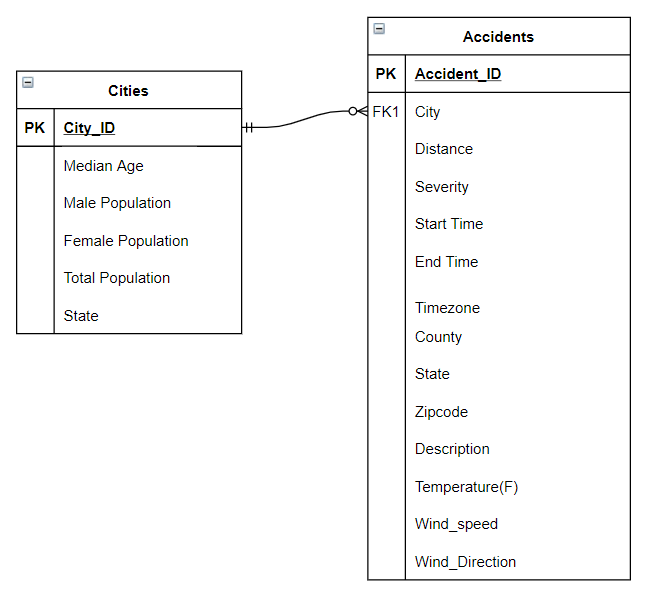 Cities
PK City_ID
Median Age
Male Population
Female Population
Total Population
State
Accidents
PK Accident_ID
FK1 City
Distance
Severity
Start Time
End Time
Timezone
County
State
Zipcode
Description
Temperature(F)
Wind_speed
Wind_Direction